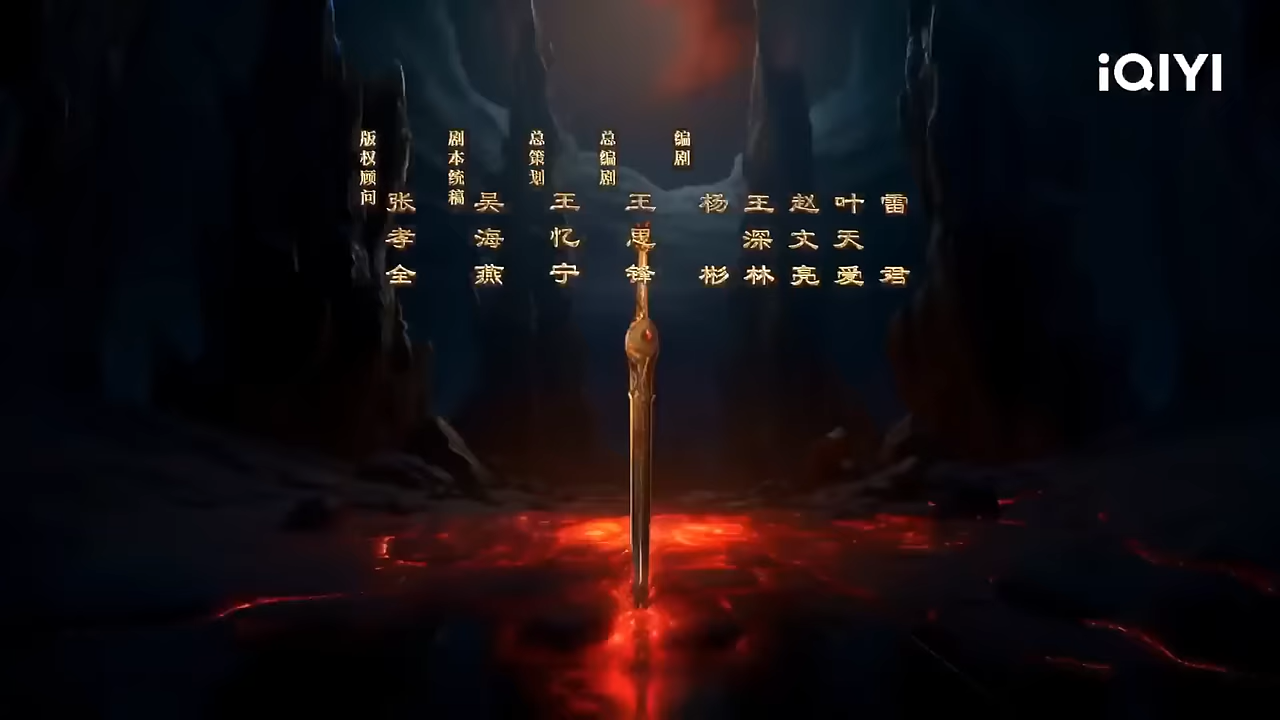 iQIYI
版权顾问
张孝全
剧本统稿
吴海燕
总策划
王忆宁
总编剧
王思锋
编剧
杨彬
王深林
赵文亮
叶天爱
雷君